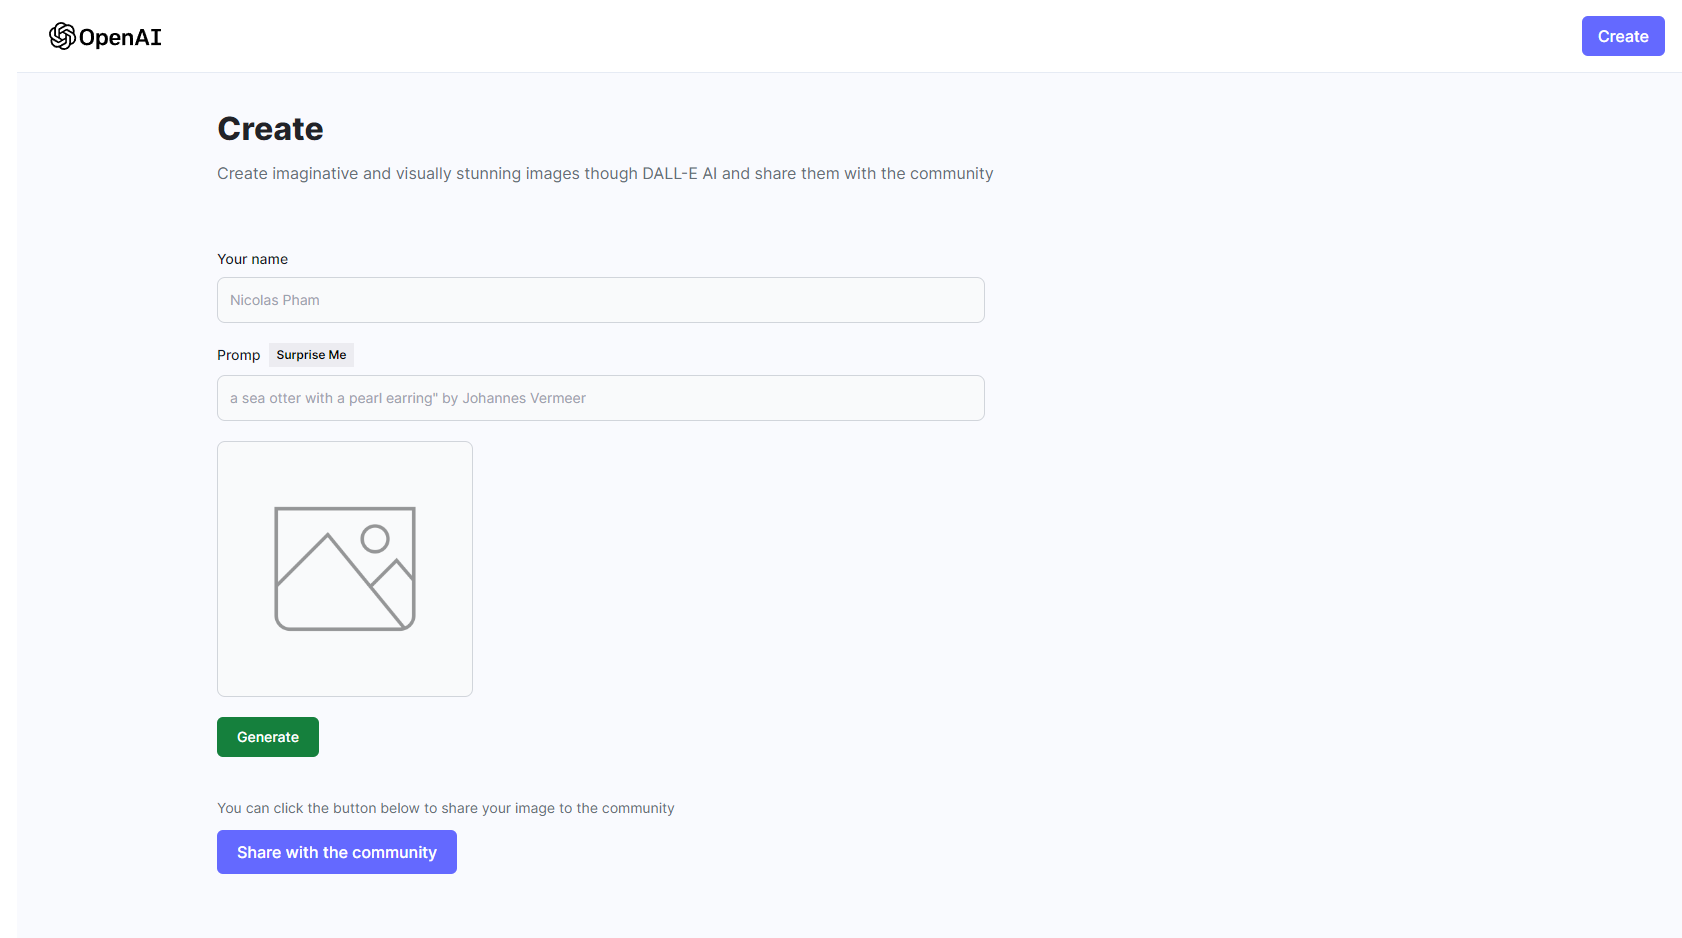 OpenAI
Create
Create
Create imaginative and visually stunning images though DALL-E AI and share them with the community
Your name
Nicolas Pham
Promp Surprise Me
a sea otter with a pearl earring" by Johannes Vermeer
Generate
You can click the button below to share your image to the community
Share with the community